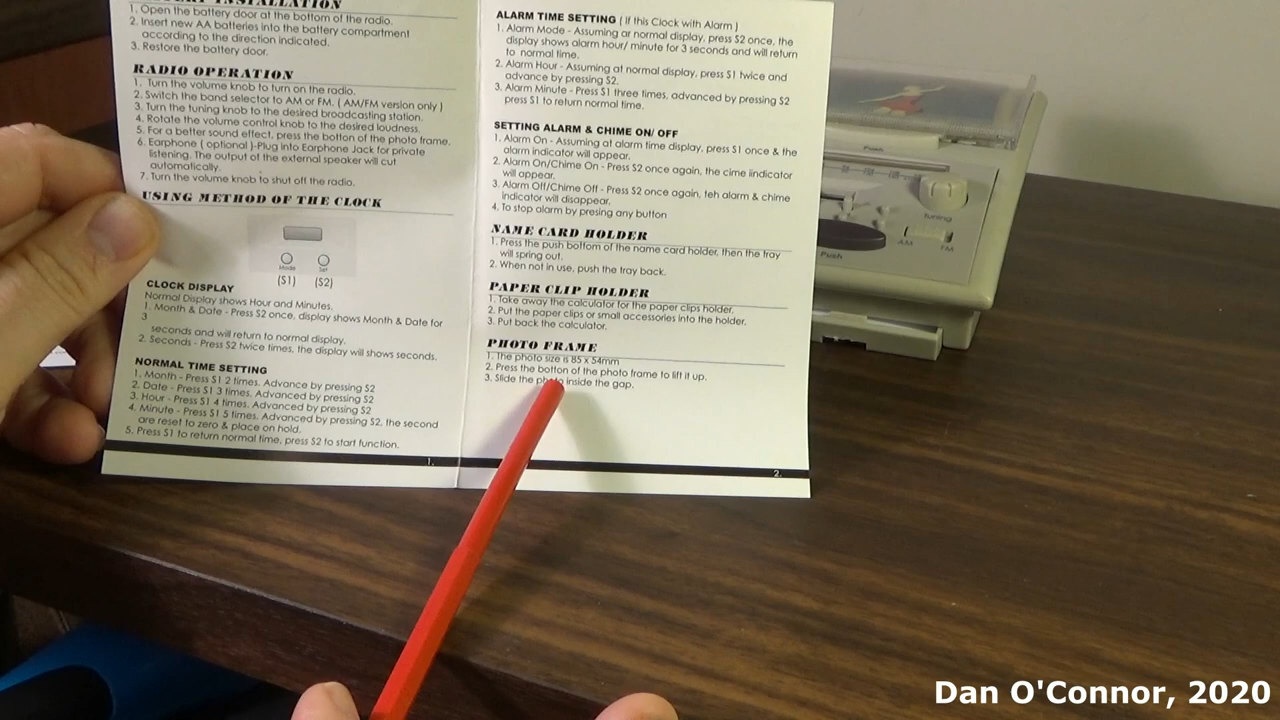 INSTALLATION
1. Open the battery door at the bottom of the radio.
2. Insert new AA batteries into the battery compartment
according to the direction indicated.
3. Restore the battery door.
RADIO OPERATION
1. Turn the volume knob to turn on the radio.
2. Switch the band selector to AM or FM. ( AM/FM version only )
3. Turn the tuning knob to the desired broadcasting station.
4. Rotate the volume control knob to the desired loudness.
5. For a better sound effect, press the botton of the photo frame.
6. Earphone ( optional )-Plug into Earphone Jack for private
listening. The output of the external speaker will cut
automatically.
7. Turn the volume knob to shut off the radio.
USING METHOD OF THE CLOCK
Mode
Set
(S1)
(S2)
CLOCK DISPLAY
Normal Display shows Hour and Minutes.
1. Month & Date - Press S2 once, display shows Month & Date for
3
seconds and will return to normal display.
2. Seconds - Press S2 twice times, the display will shows seconds.
NORMAL TIME SETTING
1. Month - Press S1 2 times. Advance by pressing S2
2. Date - Press S1 3 times. Advanced by pressing S2
3. Hour - Press S1 4 times. Advanced by pressing S2
4. Minute - Press S1 5 times. Advanced by pressing S2, the second
are reset to zero & place on hold.
5. Press S1 to return normal time, press S2 to start function.
1.
ALARM TIME SETTING ( If this Clock with Alarm )
1. Alarm Mode - Assuming ar normal display, press S2 once, the
display shows alarm hour/ minute for 3 seconds and will return
to normal time.
2. Alarm Hour - Assuming at normal display, press S1 twice and
advance by pressing S2.
3. Alarm Minute - Press S1 three times, advanced by pressing S2
press S1 to return normal time.
SETTING ALARM & CHIME ON/ OFF
1. Alarm On - Assuming at alarm time display, press S1 once & the
alarm indicator will appear.
2. Alarm On/Chime On - Press S2 once again, the cime iindicator
will appear.
3. Alarm Off/Chime Off - Press S2 once again, teh alarm & chime
indicator will disappear.
4. To stop alarm by presing any button
NAME CARD HOLDER
1. Press the push bottom of the name card holder, then the tray
will spring out.
2. When not in use, push the tray back.
PAPER CLIP HOLDER
1. Take away the calculator for the paper clips holder.
2. Put the paper clips or small accessories into the holder.
3. Put back the calculator.
PHOTO FRAME
1. The photo size is 85 x 54mm
2. Press the botton of the photo frame to lift it up.
3. Slide the photo inside the gap.
2.
Push
Tuning
AM
FM
Push
Dan O'Connor, 2020